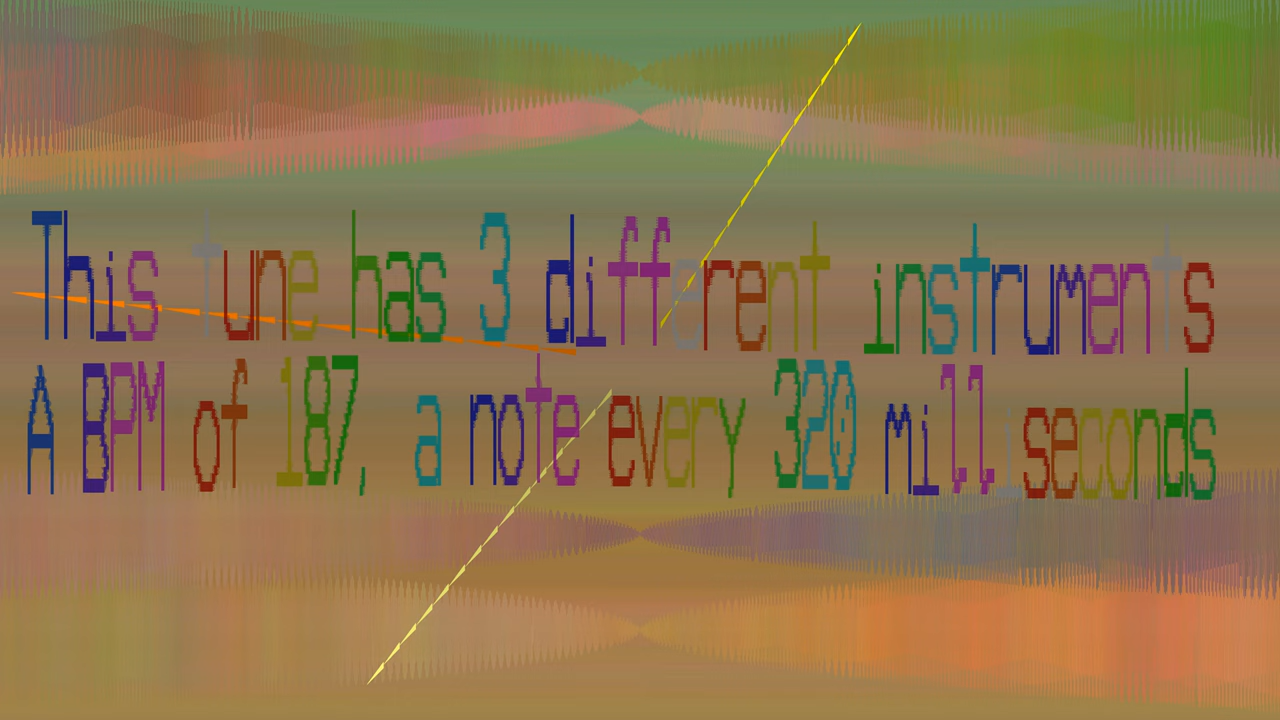 This tune has 3 different instruments
A BPM of 187, a note every 320 milliseconds